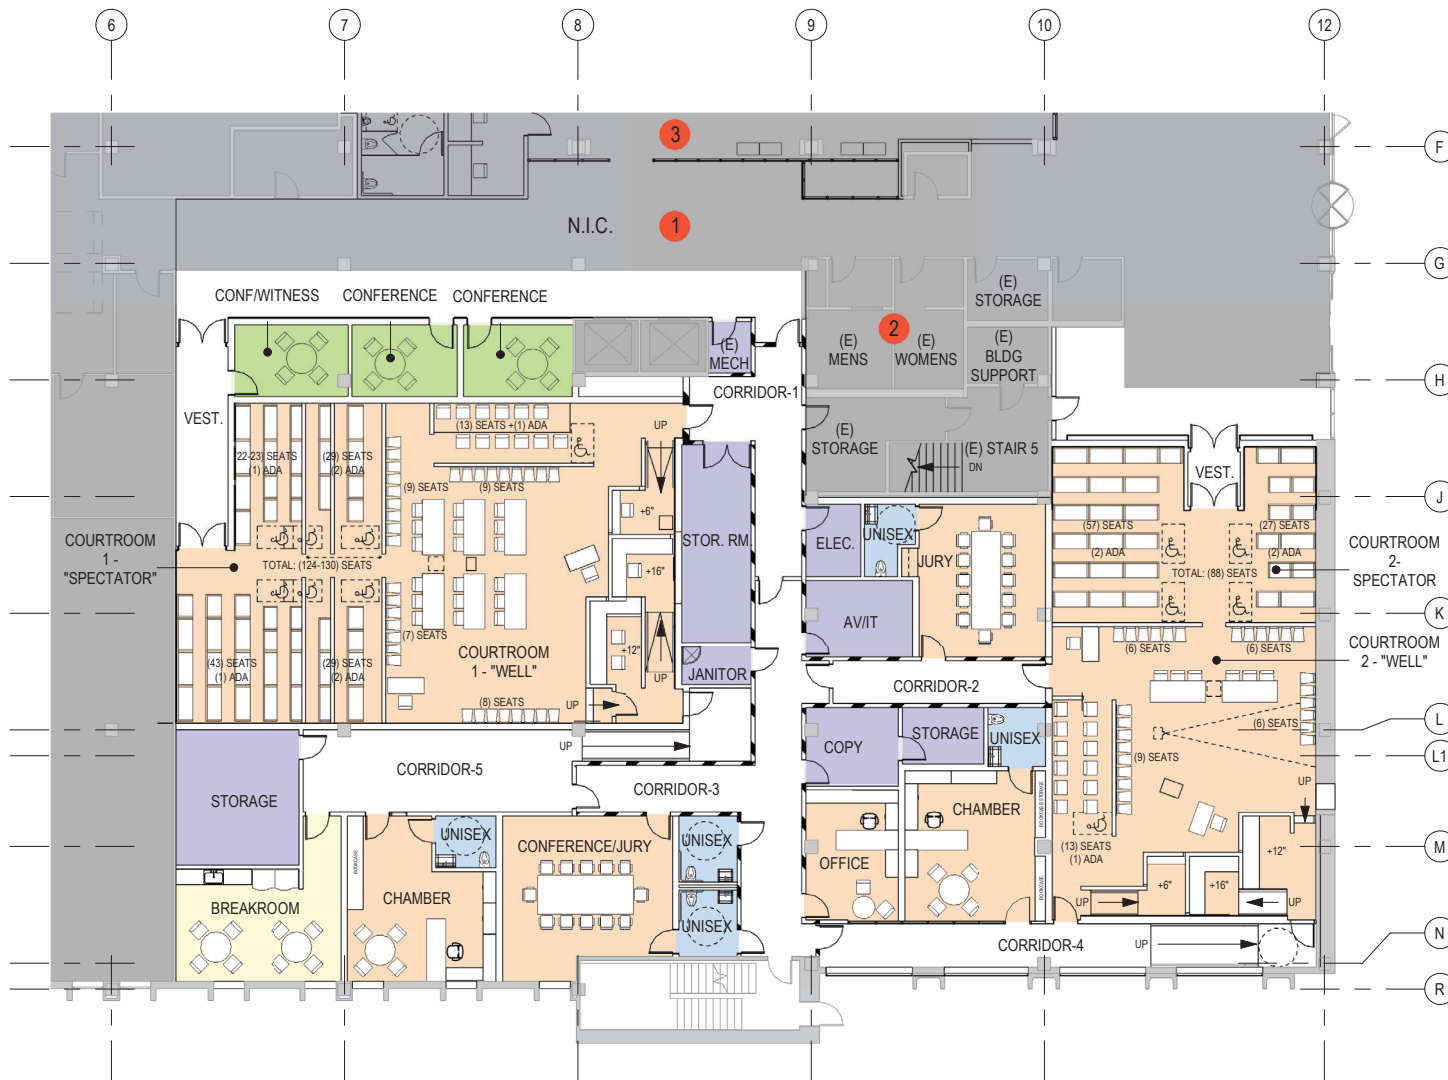 6
7
8
9
10
12
3
F
N.I.C.
1
G
CONF/WITNESS
CONFERENCE
CONFERENCE
(E)
STORAGE
2
(E)
MECH
(E)
MENS
(E)
WOMENS
(E)
BLDG
SUPPORT
H
CORRIDOR-1
VEST.
(13) SEATS +(1) ADA
UP
(E)
STORAGE
(E) STAIR 5
DN
22-23) SEATS
(1) ADA
(29) SEATS
(2) ADA
(9) SEATS
(9) SEATS
VEST.
J
+6"
COURTROOM
1 -
"SPECTATOR"
STOR. RM.
ELEC.
UNISEX
JURY
(57) SEATS
(2) ADA
(27) SEATS
(2) ADA
COURTROOM
2-
SPECTATOR
TOTAL: (124-130) SEATS
+16"
TOTAL: (88) SEATS
K
AV/IT
(7) SEATS
(43) SEATS
(1) ADA
(29) SEATS
(2) ADA
COURTROOM
1 - "WELL"
+12"
UP
JANITOR
(6) SEATS
(6) SEATS
COURTROOM
2 - "WELL"
CORRIDOR-2
(8) SEATS
UP
L
(6) SEATS
COPY
STORAGE
UNISEX
UP
L1
CORRIDOR-5
(9) SEATS
CORRIDOR-3
UP
STORAGE
CHAMBER
BOOKCASE/STORAGE
UNISEX
CONFERENCE/JURY
UNISEX
OFFICE
(13) SEATS
(1) ADA
+12"
M
BOOKCASE
BOOKCASE
CHAMBER
+6"
+16"
BREAKROOM
UP
UP
UNISEX
CORRIDOR-4
UP
N
R